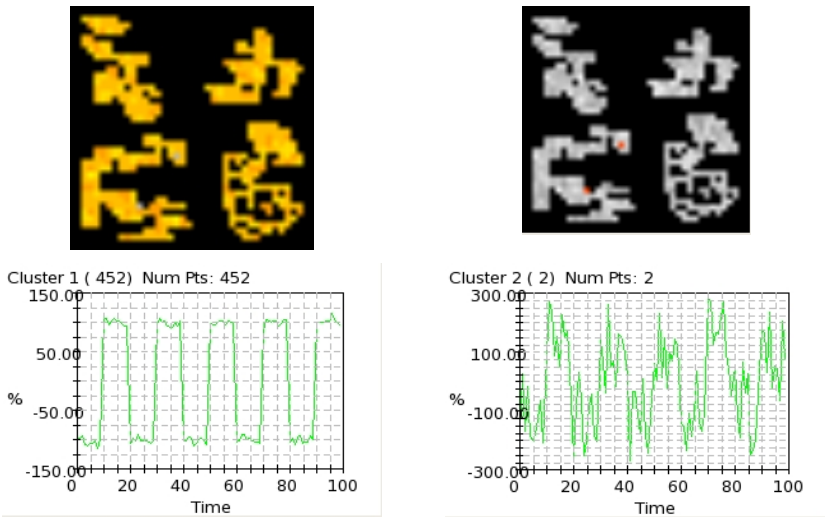 Cluster 1 ( 452) Num Pts: 452
150.00
50.00
%
-50.00
-150.00
0 20 40 60 80 100
Time
Cluster 2 ( 2) Num Pts: 2
300.00
100.00
%
-100.00
-300.00
0 20 40 60 80 100
Time